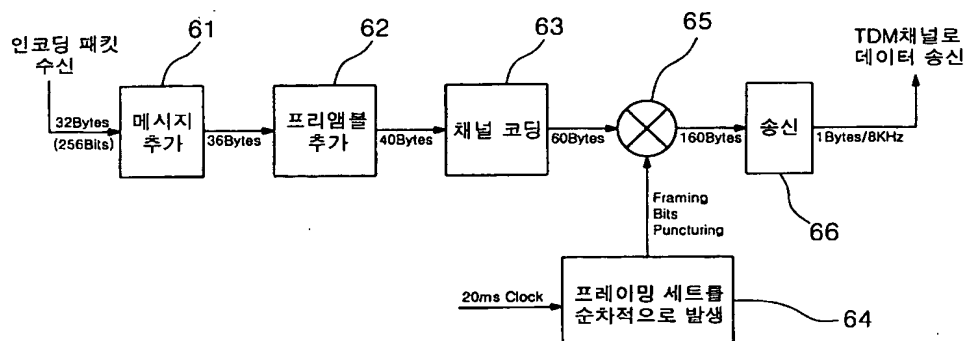 인코딩 패킷
수신
61
62
63
65
TDM채널로
데이터 송신
32Bytes
(256Bits)
메시지
추가
36Bytes
프리앰블
추가
40Bytes
채널 코딩
60Bytes
160Bytes
송신
1Bytes/8KHz
66
Framing
Bits
Puncturing
20ms Clock
프레이밍 세트를
순차적으로 발생
64